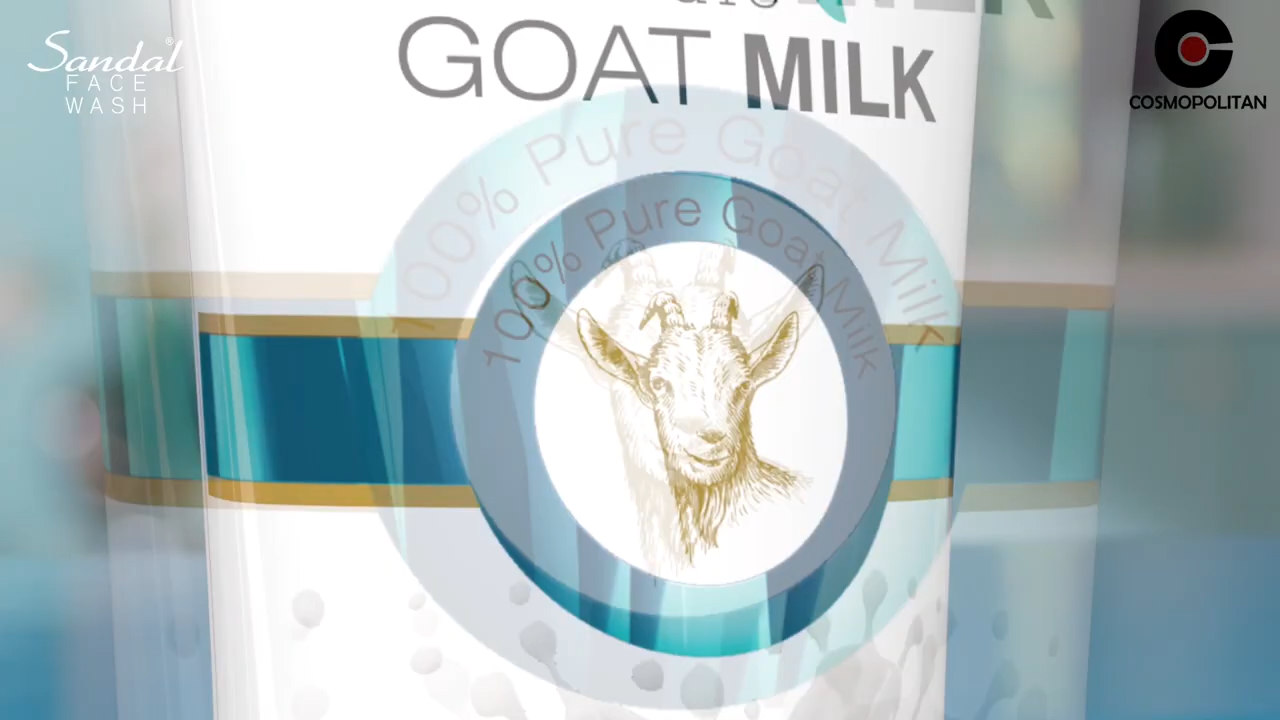 Sandal®
FACE
WASH
COSMOPOLITAN
GOAT MILK
100% Pure Goat Milk
100% Pure Goat Milk